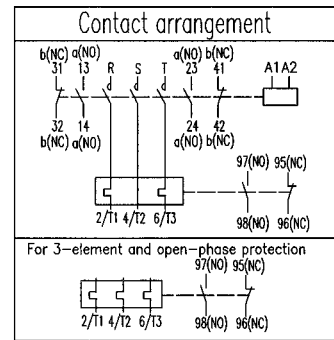 Contact arrangement
b(NC) a(NO) R S T a(NO) b(NC)
31 13 23 41
A1 A2
32 14 24 42
b(NC) a(NO) a(NO) b(NC)
97(NO) 95(NC)
2/T1 4/T2 6/T3
98(NO) 96(NC)
For 3-element and open-phase protection
97(NO) 95(NC)
2/T1 4/T2 6/T3
98(NO) 96(NC)